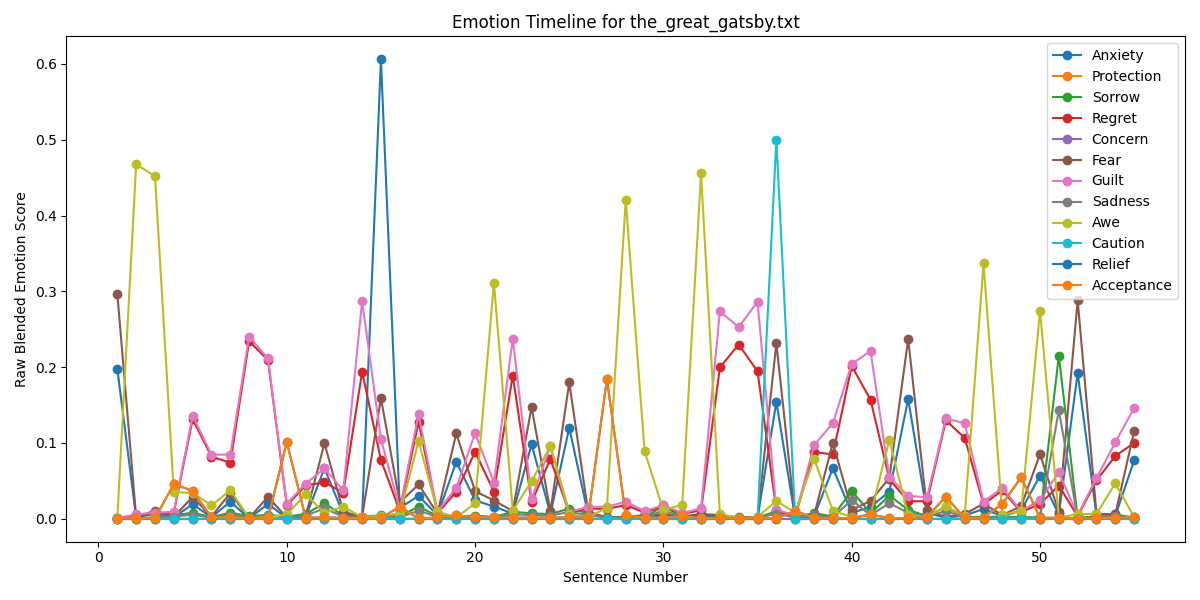 Emotion Timeline for the_great_gatsby.txt
Raw Blended Emotion Score
0.6
0.5
0.4
0.3
0.2
0.1
0.0
0
10
20
30
40
50
Sentence Number
Anxiety
Protection
Sorrow
Regret
Concern
Fear
Guilt
Sadness
Awe
Caution
Relief
Acceptance